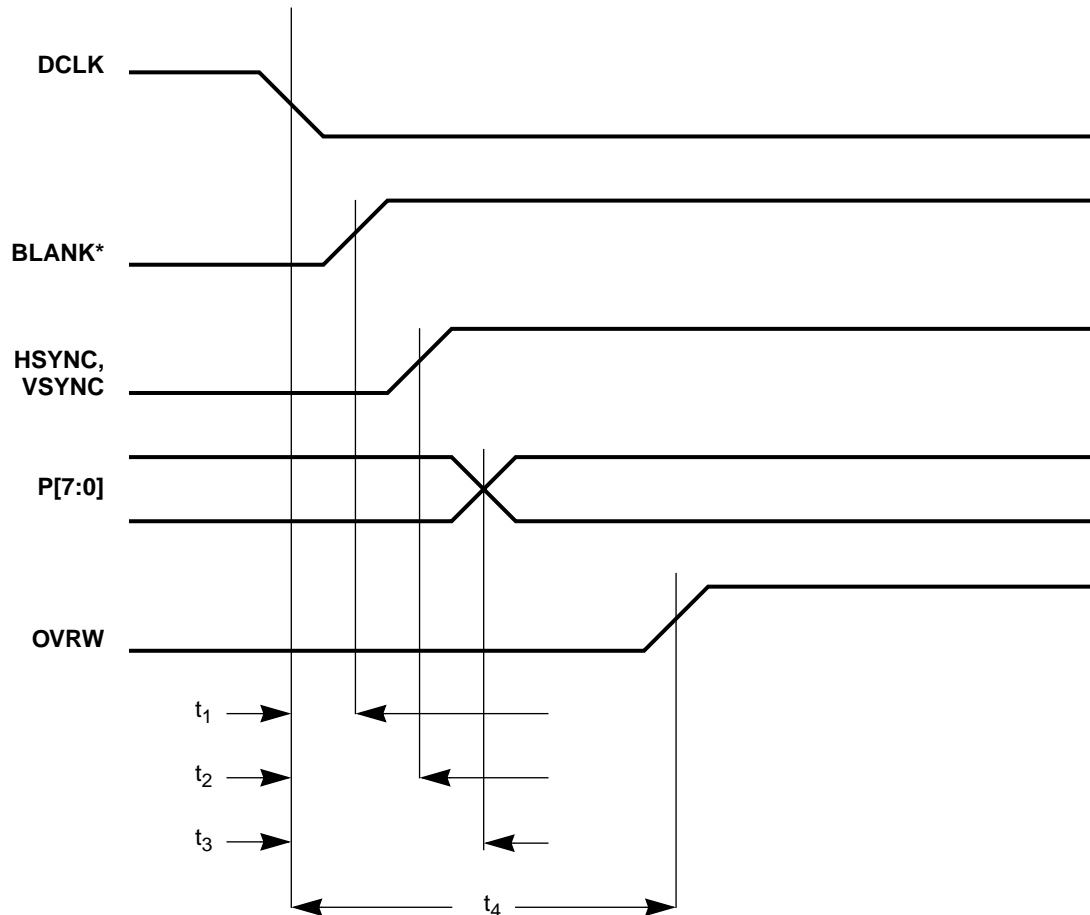 DCLK
BLANK*
HSYNC,
VSYNC
P[7:0]
OVRW
t1
t2
t3
t4